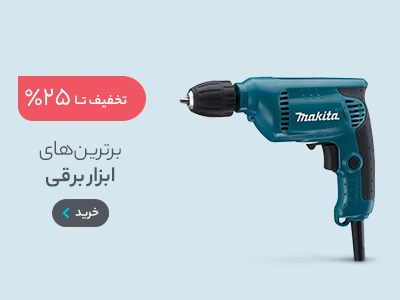 تخفیف تا ۲۵%
برترین‌های
ابزار برقی
خرید
makita